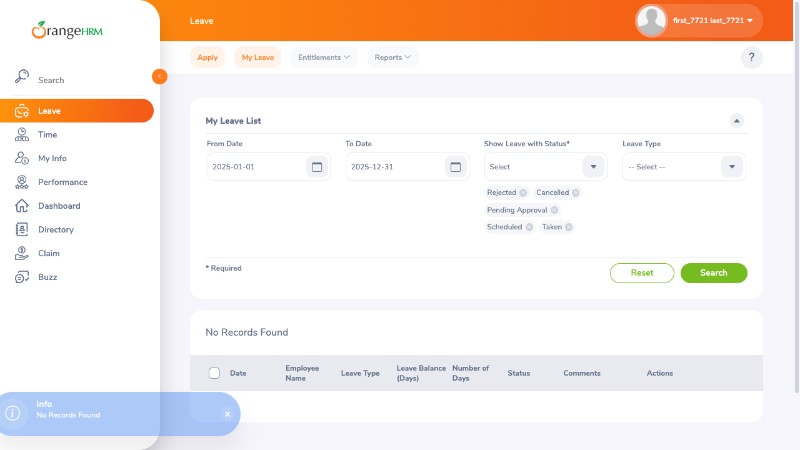 OrangeHRM
Leave
first_7721 last_7721
Search
Apply
My Leave
Entitlements
Reports
?
Leave
Time
My Info
Performance
Dashboard
Directory
Claim
Buzz
My Leave List
From Date
To Date
Show Leave with Status*
Leave Type
2025-01-01
2025-12-31
Select
-- Select --
Rejected
Cancelled
Pending Approval
Scheduled
Taken
* Required
Reset
Search
No Records Found
Date
Employee Name
Leave Type
Leave Balance (Days)
Number of Days
Status
Comments
Actions
Info
No Records Found